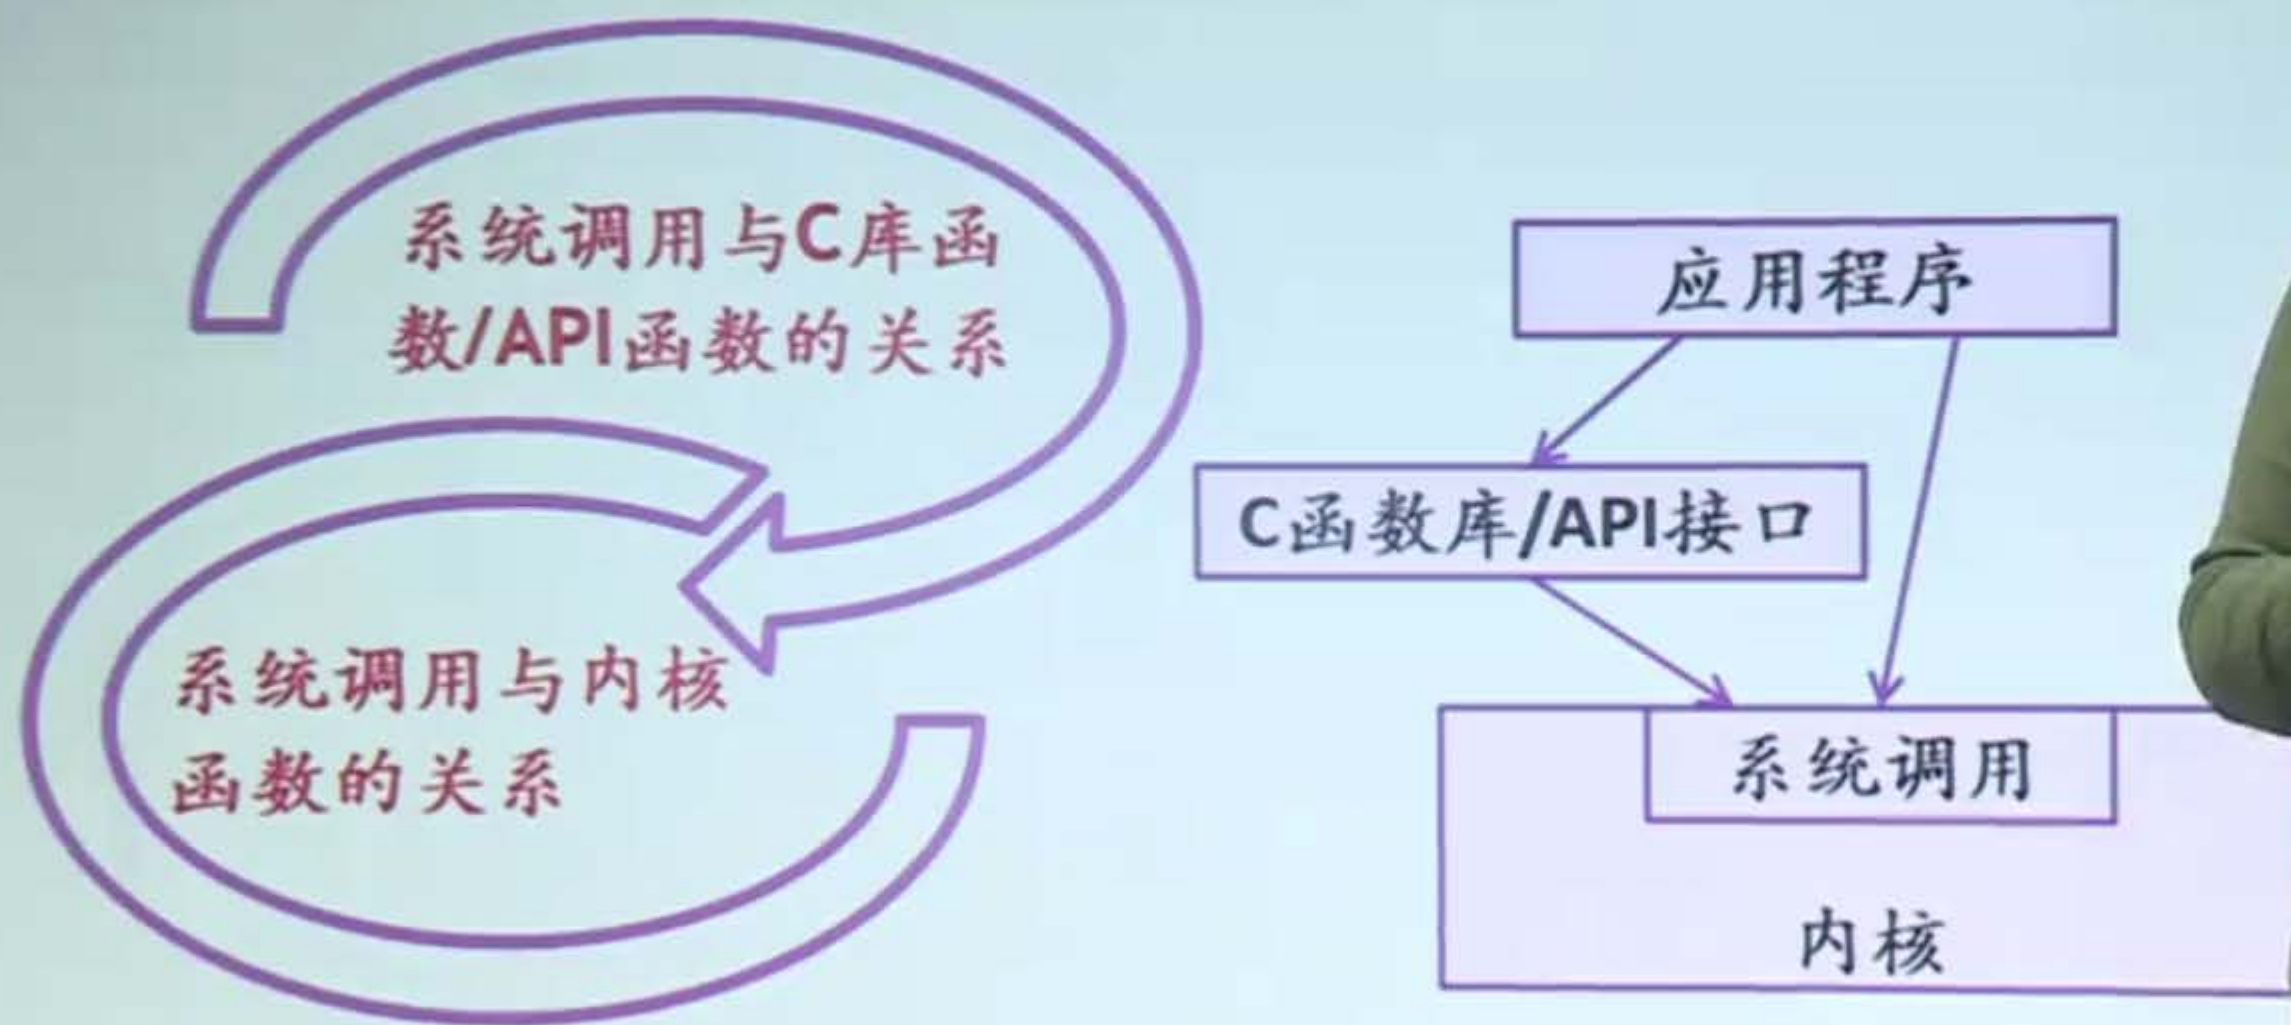 系统调用与C库函
数/API函数的关系
系统调用与内核
函数的关系
应用程序
C函数库/API接口
系统调用
内核